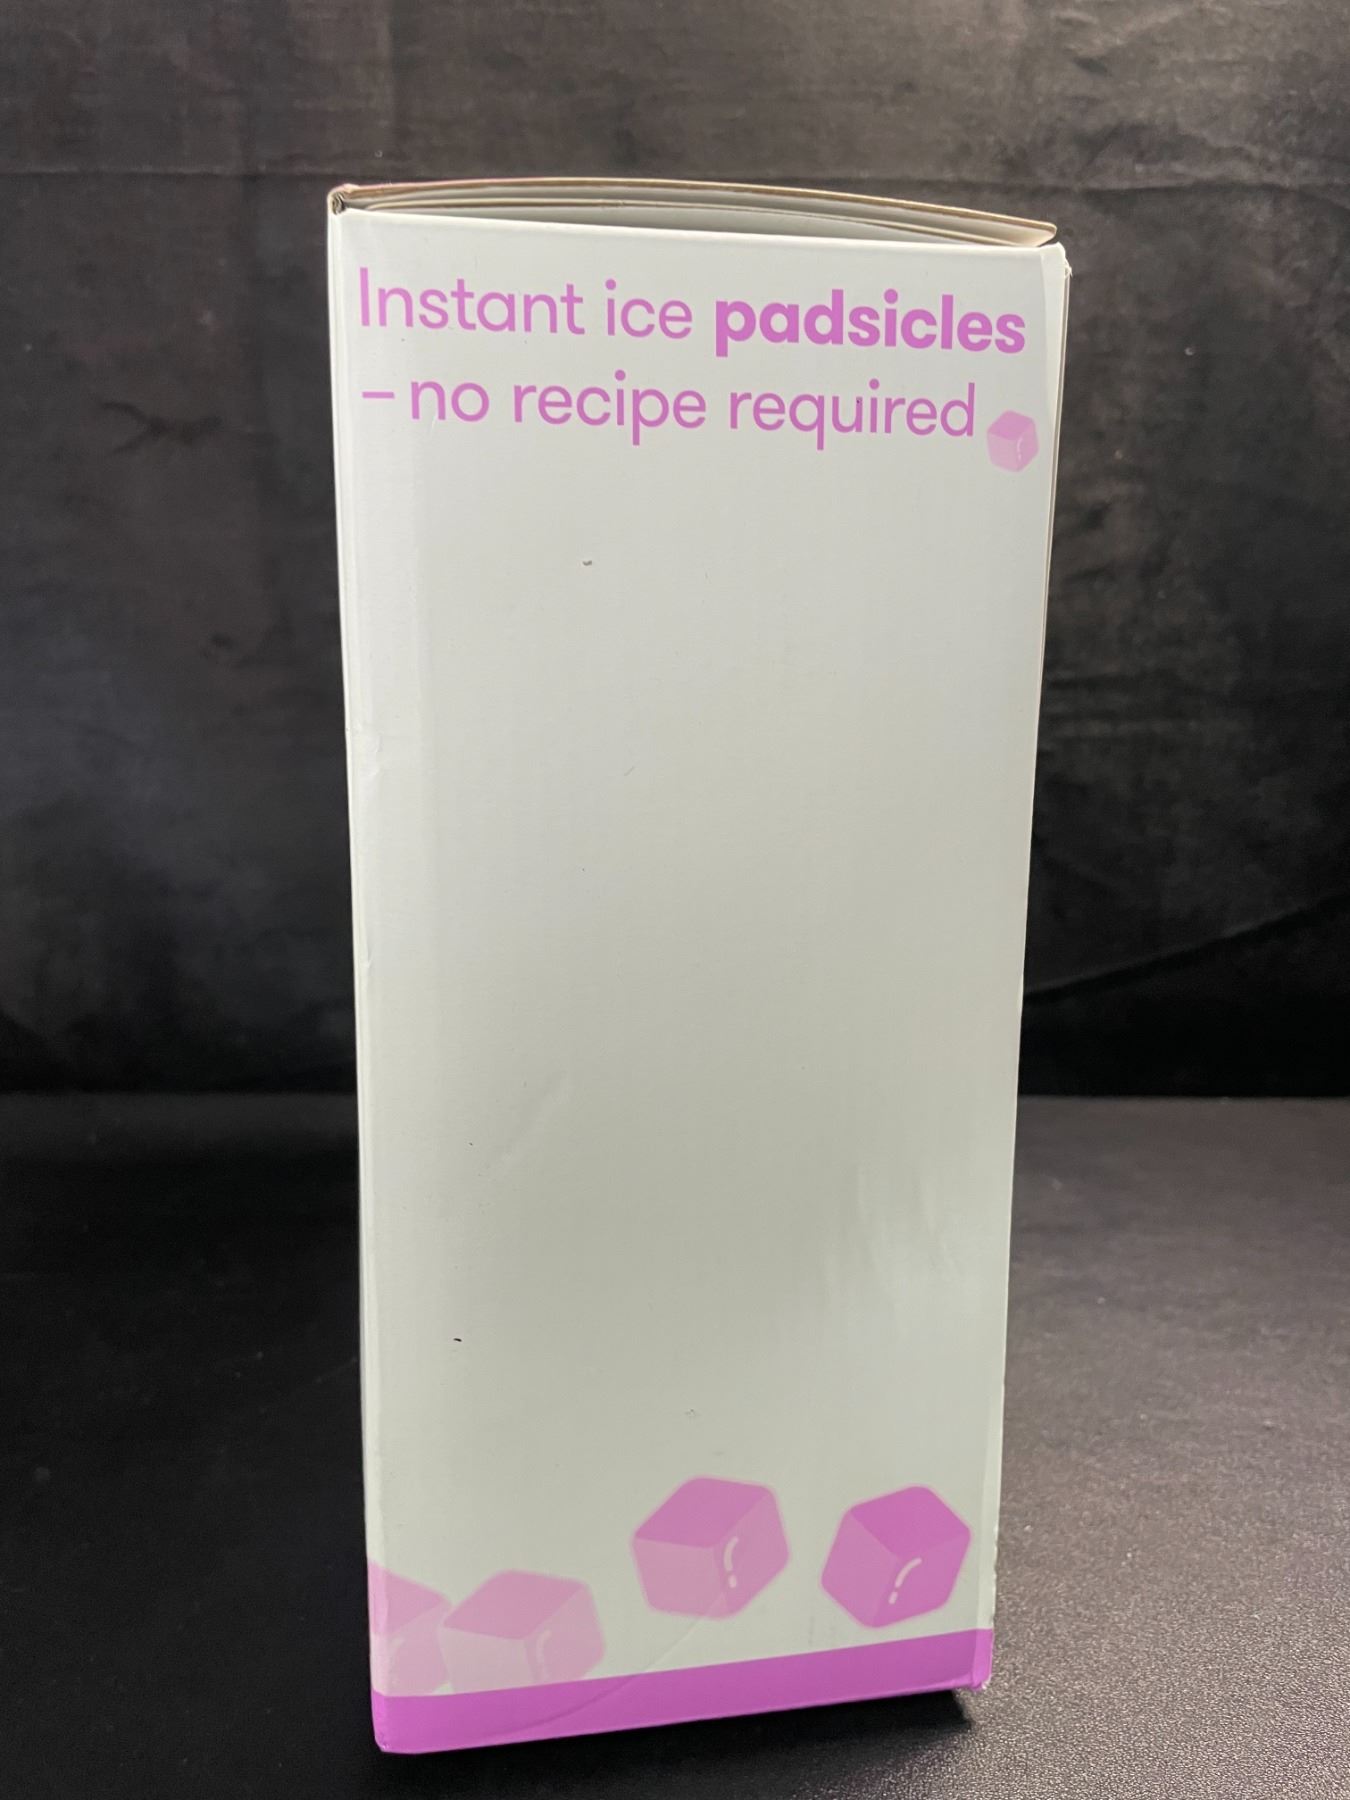 Instant ice padsicles
– no recipe required